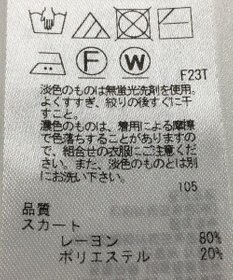 F W
F23T
淡色のものは無蛍光洗剤を使用。
よくすすぎ、絞りの後すぐに干
すこと。
濃色のものは、着用による摩擦
で色落ちすることがありますの
で、組合せの衣服にご注意くだ
さい。また、淡色のものとは別
にお洗い下さい。
105
品質
スカート
レーヨン 80%
ポリエステル 20%